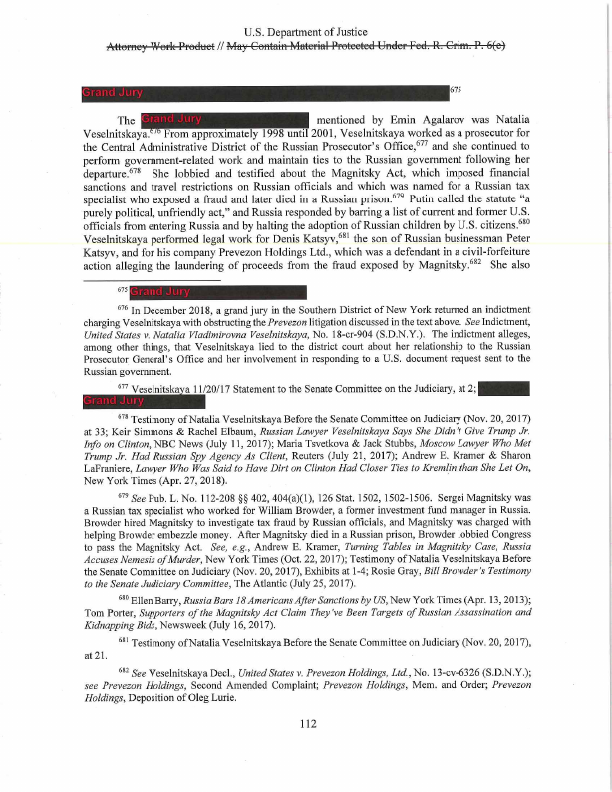 U.S. Department of Justice
Attorney Work Product // May Contain Material Protected Under Fed. R. Crim. P. 6(e)
Grand Jury 675
The Grand Jury mentioned by Emin Agalarov was Natalia
Veselnitskaya.676 From approximately 1998 until 2001, Veselnitskaya worked as a prosecutor for
the Central Administrative District of the Russian Prosecutor's Office,677 and she continued to
perform government-related work and maintain ties to the Russian government following her
departure.678 She lobbied and testified about the Magnitsky Act, which imposed financial
sanctions and travel restrictions on Russian officials and which was named for a Russian tax
specialist who exposed a fraud and later died in a Russian prison.679 Putin called the statute "a
purely political, unfriendly act," and Russia responded by barring a list of current and former U.S.
officials from entering Russia and by halting the adoption of Russian children by U.S. citizens.680
Veselnitskaya performed legal work for Denis Katsyv,681 the son of Russian businessman Peter
Katsyv, and for his company Prevezon Holdings Ltd., which was a defendant in a civil-forfeiture
action alleging the laundering of proceeds from the fraud exposed by Magnitsky.682 She also
675 Grand Jury
676 In December 2018, a grand jury in the Southern District of New York returned an indictment
charging Veselnitskaya with obstructing the Prevezon litigation discussed in the text above. See Indictment,
United States v. Natalia Vladimirovna Veselnitskaya, No. 18-cr-904 (S.D.N.Y.). The indictment alleges,
among other things, that Veselnitskaya lied to the district court about her relationship to the Russian
Prosecutor General's Office and her involvement in responding to a U.S. document request sent to the
Russian government.
677 Veselnitskaya 11/20/17 Statement to the Senate Committee on the Judiciary, at 2;
Grand Jury
678 Testimony of Natalia Veselnitskaya Before the Senate Committee on Judiciary (Nov. 20, 2017)
at 33; Keir Simmons & Rachel Elbaum, Russian Lawyer Veselnitskaya Says She Didn't Give Trump Jr.
Info on Clinton, NBC News (July 11, 2017); Maria Tsvetkova & Jack Stubbs, Moscow Lawyer Who Met
Trump Jr. Had Russian Spy Agency As Client, Reuters (July 21, 2017); Andrew E. Kramer & Sharon
LaFraniere, Lawyer Who Was Said to Have Dirt on Clinton Had Closer Ties to Kremlin than She Let On,
New York Times (Apr. 27, 2018).
679 See Pub. L. No. 112-208 §§ 402, 404(a)(1), 126 Stat. 1502, 1502-1506. Sergei Magnitsky was
a Russian tax specialist who worked for William Browder, a former investment fund manager in Russia.
Browder hired Magnitsky to investigate tax fraud by Russian officials, and Magnitsky was charged with
helping Browder embezzle money. After Magnitsky died in a Russian prison, Browder lobbied Congress
to pass the Magnitsky Act. See, e.g., Andrew E. Kramer, Turning Tables in Magnitsky Case, Russia
Accuses Nemesis of Murder, New York Times (Oct. 22, 2017); Testimony of Natalia Veselnitskaya Before
the Senate Committee on Judiciary (Nov. 20, 2017), Exhibits at 1-4; Rosie Gray, Bill Browder's Testimony
to the Senate Judiciary Committee, The Atlantic (July 25, 2017).
680 Ellen Barry, Russia Bars 18 Americans After Sanctions by US, New York Times (Apr. 13, 2013);
Tom Porter, Supporters of the Magnitsky Act Claim They've Been Targets of Russian Assassination and
Kidnapping Bids, Newsweek (July 16, 2017).
681 Testimony of Natalia Veselnitskaya Before the Senate Committee on Judiciary (Nov. 20, 2017),
at 21.
682 See Veselnitskaya Decl., United States v. Prevezon Holdings, Ltd., No. 13-cv-6326 (S.D.N.Y.);
see Prevezon Holdings, Second Amended Complaint; Prevezon Holdings, Mem. and Order; Prevezon
Holdings, Deposition of Oleg Lurie.
112